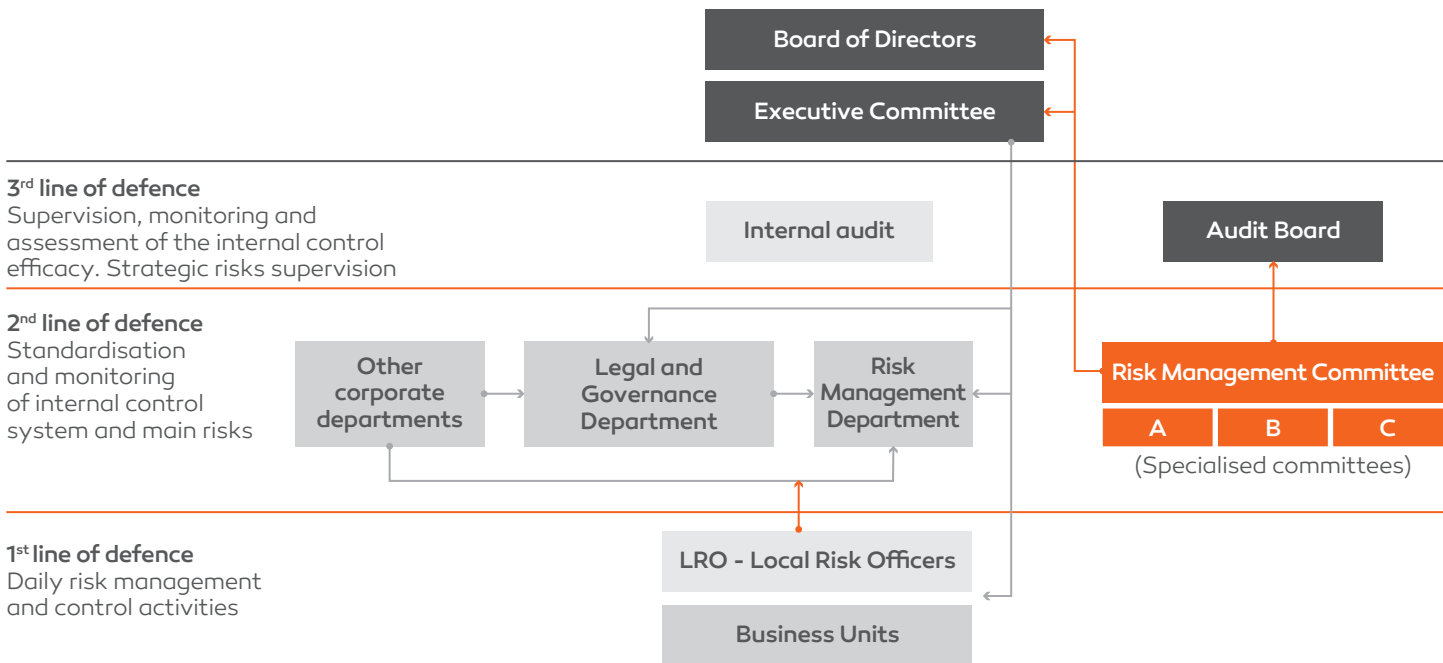 Board of Directors
Executive Committee
3rd line of defence
Supervision, monitoring and
assessment of the internal control
efficacy. Strategic risks supervision
Internal audit
Audit Board
2nd line of defence
Standardisation
and monitoring
of internal control
system and main risks
Other
corporate
departments
Legal and
Governance
Department
Risk
Management
Department
Risk Management Committee
A
B
C
(Specialised committees)
1st line of defence
Daily risk management
and control activities
LRO - Local Risk Officers
Business Units